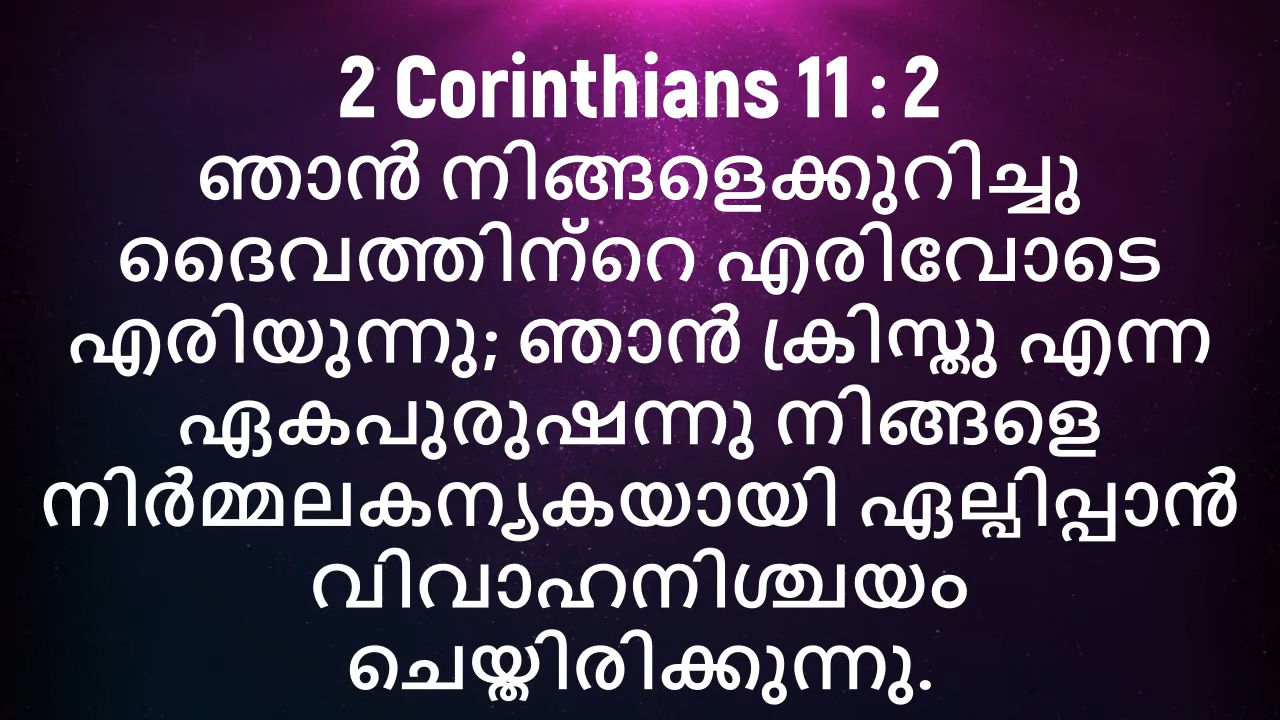 2 Corinthians 11 : 2
ഞാൻ നിങ്ങളെക്കുറിച്ചു
ദൈവത്തിന്റെ എരിവോടെ
എരിയുന്നു; ഞാൻ ക്രിസ്തു എന്ന
ഏകപുരുഷന്നു നിങ്ങളെ
നിർമ്മലകന്യകയായി ഏല്പിപ്പാൻ
വിവാഹനിശ്ചയം
ചെയ്തിരിക്കുന്നു.